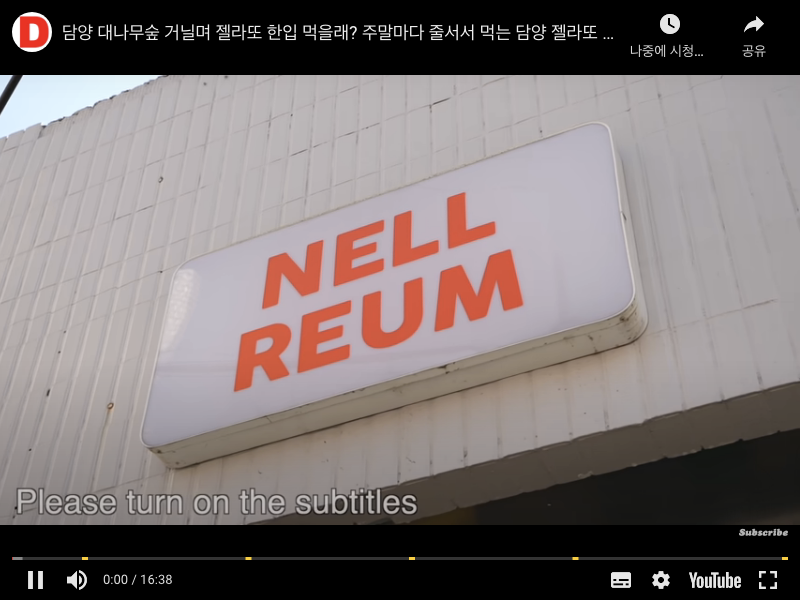 D
담양 대나무숲 거닐며 젤라또 한입 먹을래? 주말마다 줄서서 먹는 담양 젤라또 ...
나중에 시청...
공유
NELL
REUM
Please turn on the subtitles
Subscribe
0:00 / 16:38
YouTube